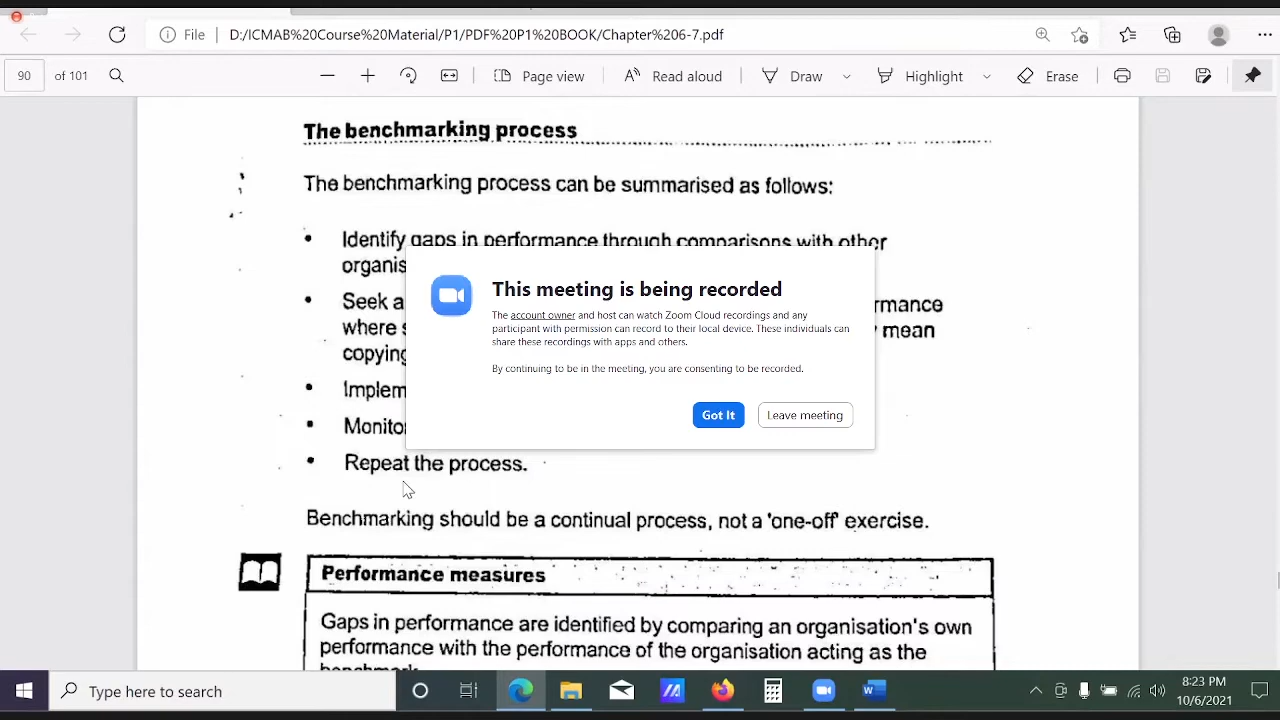 File
D:/ICMAB%20Course%20Material/P1/PDF%20P1%20BOOK/Chapter%206-7.pdf
90 of 101
Page view
Read aloud
Draw
Highlight
Erase
The benchmarking process
The benchmarking process can be summarised as follows:
• Identify gaps in performance through comparisons with other
organis
• Seek a rmance
where s mean
copying
• Implem
• Monito
• Repeat the process.
This meeting is being recorded
The account owner and host can watch Zoom Cloud recordings and any
participant with permission can record to their local device. These individuals can
share these recordings with apps and others.
By continuing to be in the meeting, you are consenting to be recorded.
Got It
Leave meeting
Benchmarking should be a continual process, not a 'one-off' exercise.
Performance measures
Gaps in performance are identified by comparing an organisation's own
performance with the performance of the organisation acting as the
benchmark
Type here to search
8:23 PM
10/6/2021